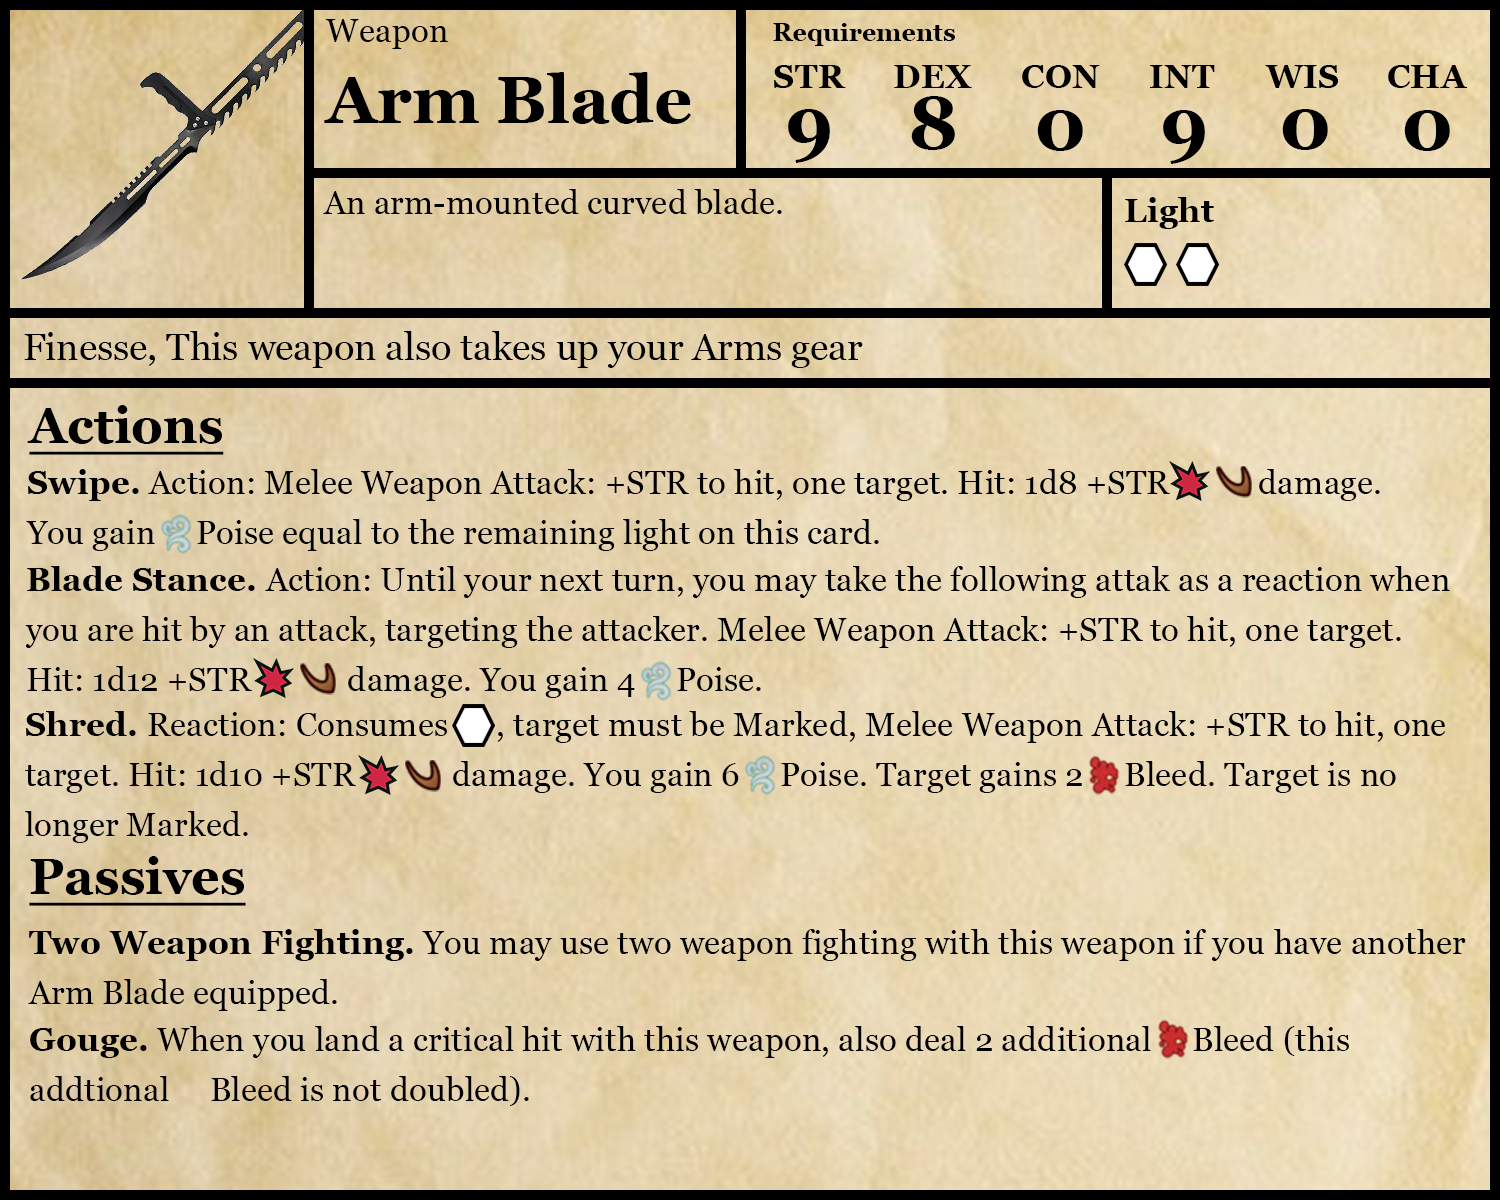 Weapon
Arm Blade
Requirements
STR DEX CON INT WIS CHA
9 8 0 9 0 0
An arm-mounted curved blade.
Light
Finesse, This weapon also takes up your Arms gear
Actions
Swipe. Action: Melee Weapon Attack: +STR to hit, one target. Hit: 1d8 +STR damage.
You gain Poise equal to the remaining light on this card.
Blade Stance. Action: Until your next turn, you may take the following attak as a reaction when
you are hit by an attack, targeting the attacker. Melee Weapon Attack: +STR to hit, one target.
Hit: 1d12 +STR damage. You gain 4 Poise.
Shred. Reaction: Consumes , target must be Marked, Melee Weapon Attack: +STR to hit, one
target. Hit: 1d10 +STR damage. You gain 6 Poise. Target gains 2 Bleed. Target is no
longer Marked.
Passives
Two Weapon Fighting. You may use two weapon fighting with this weapon if you have another
Arm Blade equipped.
Gouge. When you land a critical hit with this weapon, also deal 2 additional Bleed (this
addtional Bleed is not doubled).